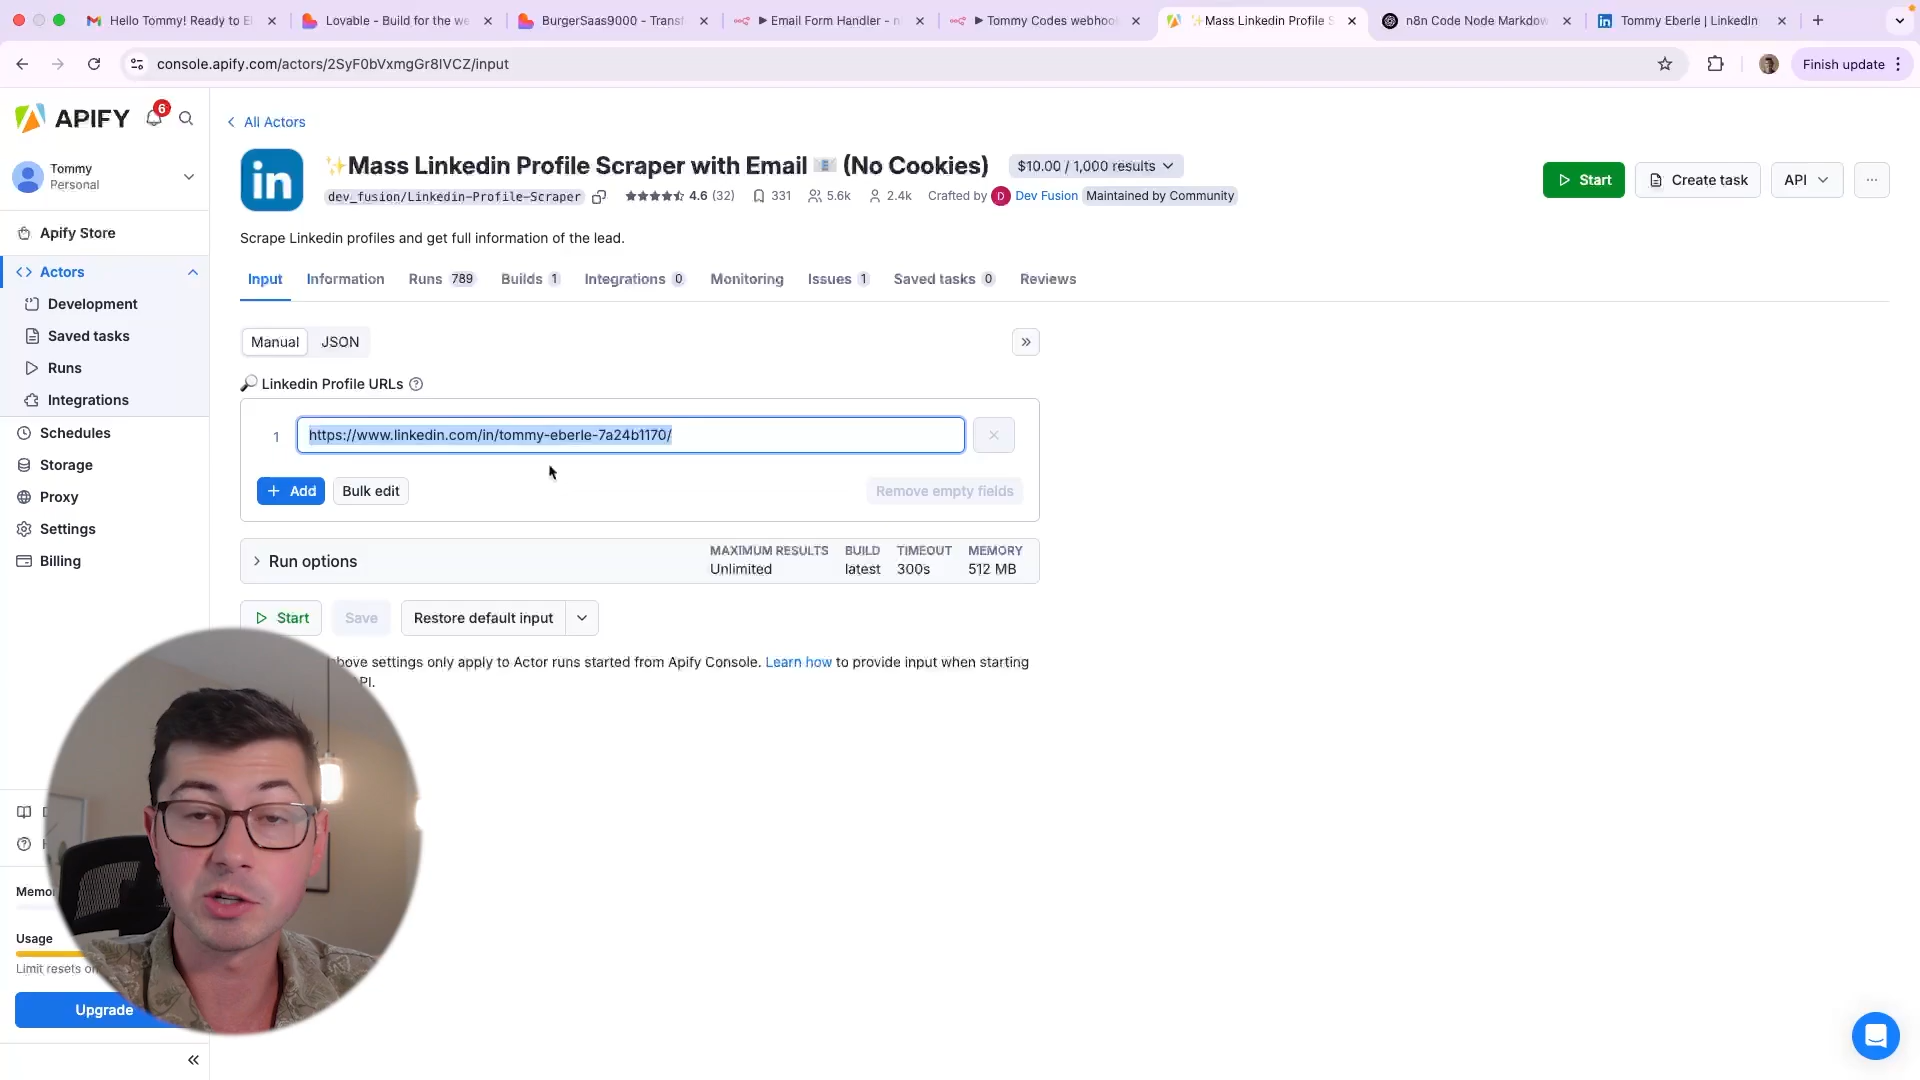 Hello Tommy! Ready to E
Lovable - Build for the we
BurgerSaas9000 - Transf
Email Form Handler - n
Tommy Codes webhoo
✨Mass Linkedin Profile S
n8n Code Node Markdow
Tommy Eberle | LinkedIn
console.apify.com/actors/2SyF0bVxmgGr8IVCZ/input
Finish update
APIFY
6
Tommy
Personal
Apify Store
Actors
Development
Saved tasks
Runs
Integrations
Schedules
Storage
Proxy
Settings
Billing
Memor
Usage
Limit resets on
Upgrade
All Actors
✨Mass Linkedin Profile Scraper with Email 📧 (No Cookies)
$10.00 / 1,000 results
dev_fusion/Linkedin-Profile-Scraper
4.6 (32)
331
5.6k
2.4k
Crafted by D Dev Fusion
Maintained by Community
Start
Create task
API
Scrape Linkedin profiles and get full information of the lead.
Input
Information
Runs 789
Builds 1
Integrations 0
Monitoring
Issues 1
Saved tasks 0
Reviews
Manual
JSON
🔎 Linkedin Profile URLs
1
https://www.linkedin.com/in/tommy-eberle-7a24b1170/
+ Add
Bulk edit
Remove empty fields
Run options
MAXIMUM RESULTS
Unlimited
BUILD
latest
TIMEOUT
300s
MEMORY
512 MB
Start
Save
Restore default input
bove settings only apply to Actor runs started from Apify Console. Learn how to provide input when starting
PI.